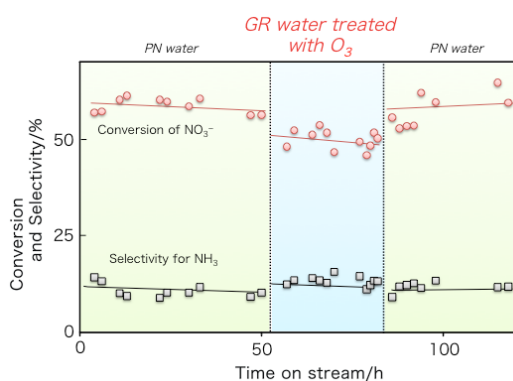 GR water treated
with O₃
PN water
PN water
Conversion
and Selectivity/%
50
25
0
Conversion of NO₃⁻
Selectivity for NH₃
0
50
100
Time on stream/h